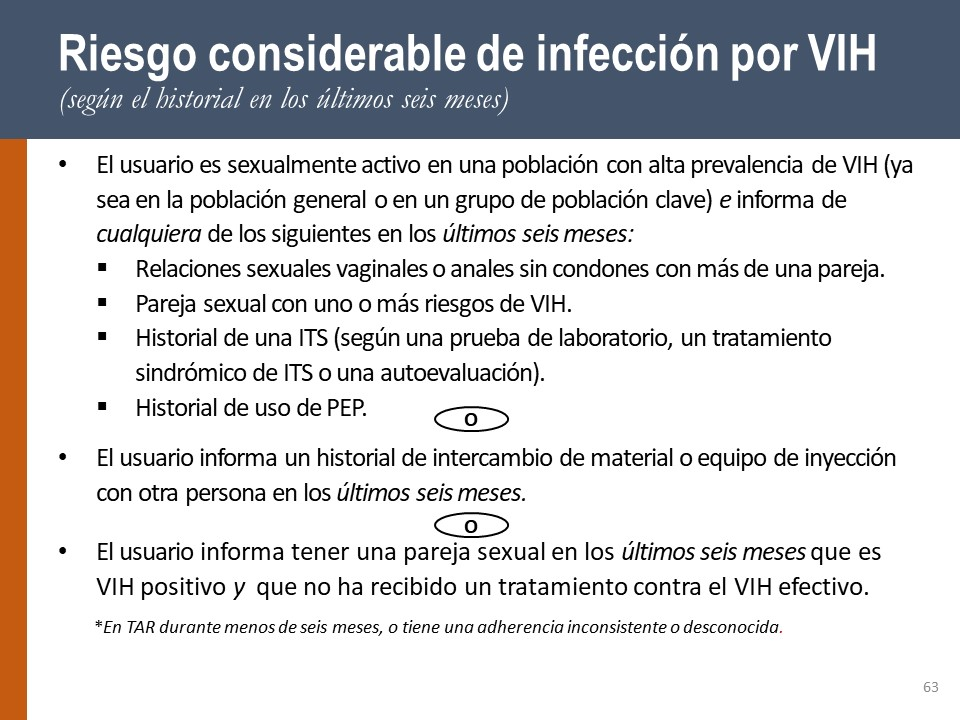 Riesgo considerable de infección por VIH
(según el historial en los últimos seis meses)
• El usuario es sexualmente activo en una población con alta prevalencia de VIH (ya
sea en la población general o en un grupo de población clave) e informa de
cualquiera de los siguientes en los últimos seis meses:
▪ Relaciones sexuales vaginales o anales sin condones con más de una pareja.
▪ Pareja sexual con uno o más riesgos de VIH.
▪ Historial de una ITS (según una prueba de laboratorio, un tratamiento
sindrómico de ITS o una autoevaluación).
▪ Historial de uso de PEP.
O
• El usuario informa un historial de intercambio de material o equipo de inyección
con otra persona en los últimos seis meses.
O
• El usuario informa tener una pareja sexual en los últimos seis meses que es
VIH positivo y que no ha recibido un tratamiento contra el VIH efectivo.
*En TAR durante menos de seis meses, o tiene una adherencia inconsistente o desconocida.
63